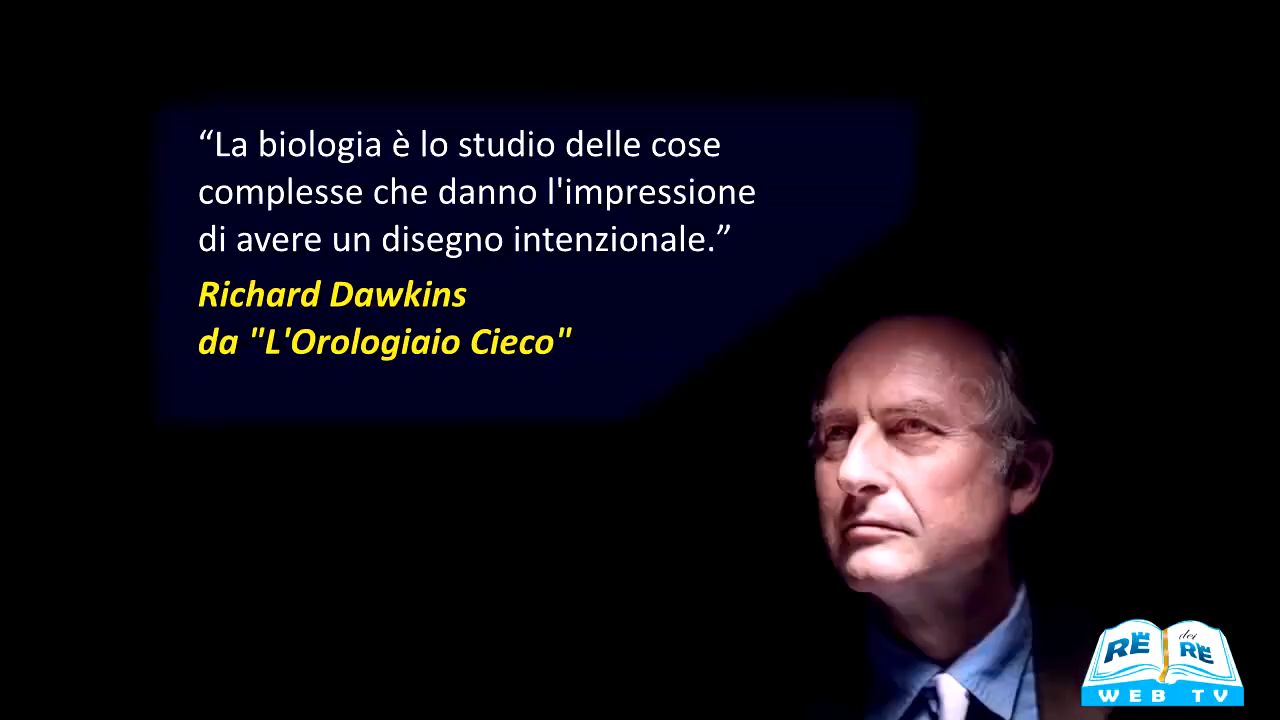 “La biologia è lo studio delle cose
complesse che danno l'impressione
di avere un disegno intenzionale.”
Richard Dawkins
da "L'Orologiaio Cieco"
RE dei RE
WEB TV